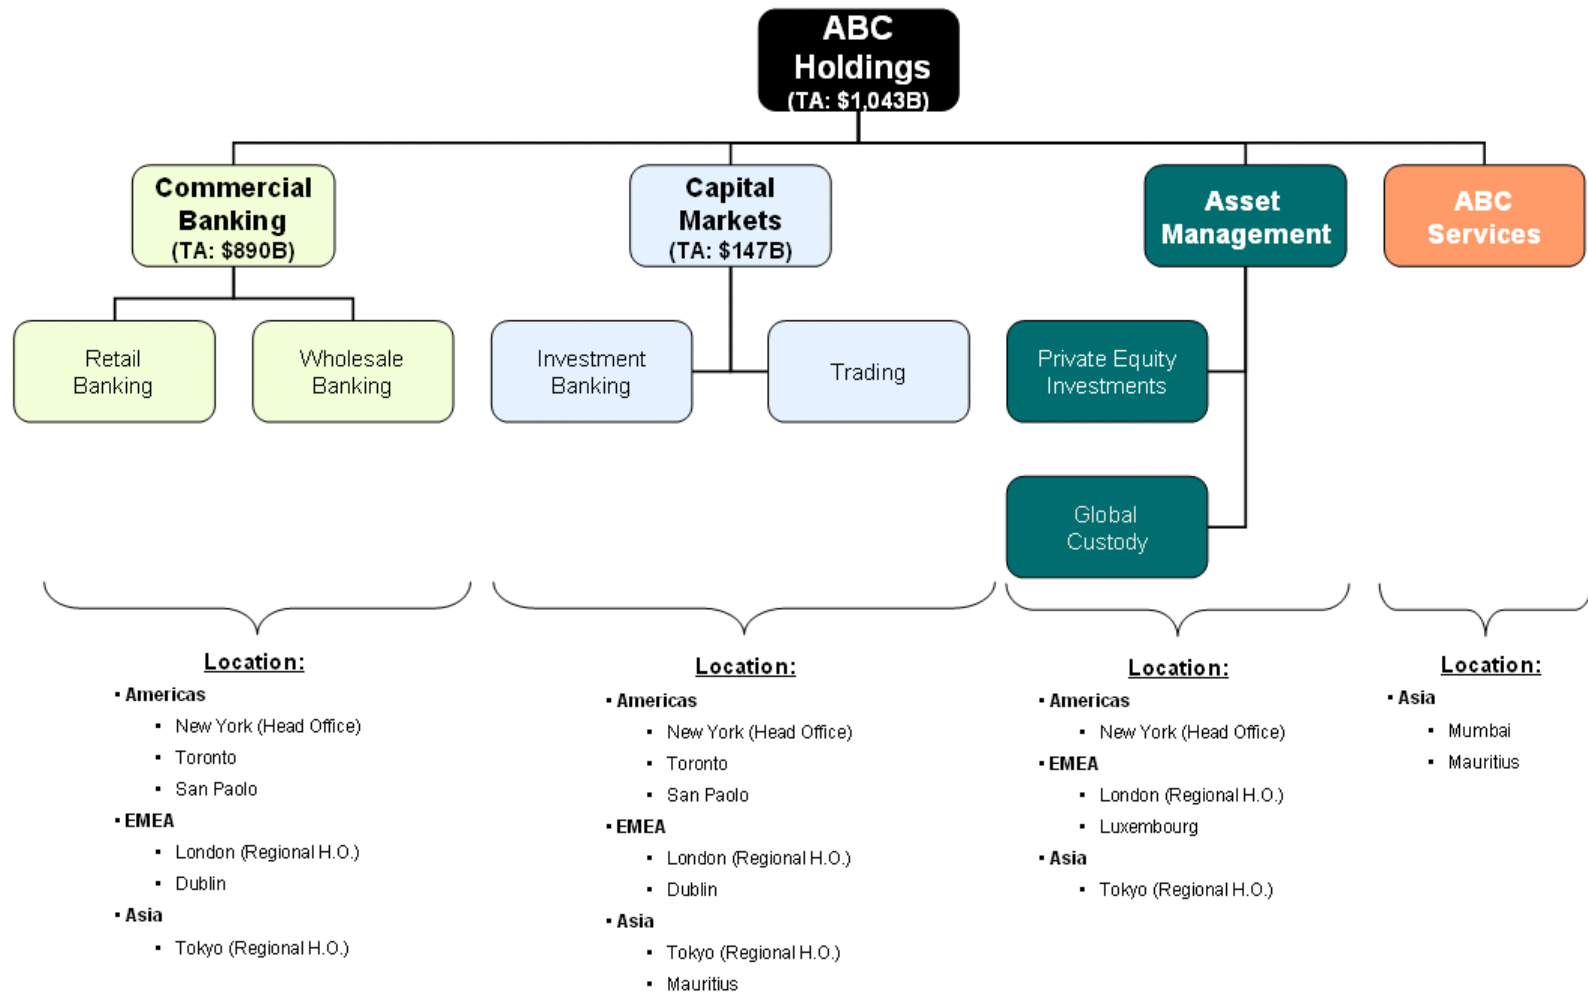 ABC
Holdings
(TA: $1,043B)
Commercial
Banking
(TA: $890B)
Capital
Markets
(TA: $147B)
Asset
Management
ABC
Services
Retail
Banking
Wholesale
Banking
Investment
Banking
Trading
Private Equity
Investments
Global
Custody
Location:
▪ Americas
▪ New York (Head Office)
▪ Toronto
▪ San Paolo
▪ EMEA
▪ London (Regional H.O.)
▪ Dublin
▪ Asia
▪ Tokyo (Regional H.O.)
Location:
▪ Americas
▪ New York (Head Office)
▪ Toronto
▪ San Paolo
▪ EMEA
▪ London (Regional H.O.)
▪ Dublin
▪ Asia
▪ Tokyo (Regional H.O.)
▪ Mauritius
Location:
▪ Americas
▪ New York (Head Office)
▪ EMEA
▪ London (Regional H.O.)
▪ Luxembourg
▪ Asia
▪ Tokyo (Regional H.O.)
Location:
▪ Asia
▪ Mumbai
▪ Mauritius